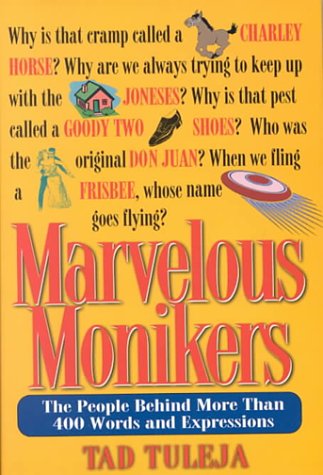 Why is that cramp called a CHARLEY
HORSE? Why are we always trying to keep up
with the JONESES? Why is that pest
called a GOODY TWO SHOES? Who was
the original DON JUAN? When we fling
a FRISBEE, whose name
goes flying?
Marvelous
Monikers
The People Behind More Than
400 Words and Expressions
TAD TULEJA